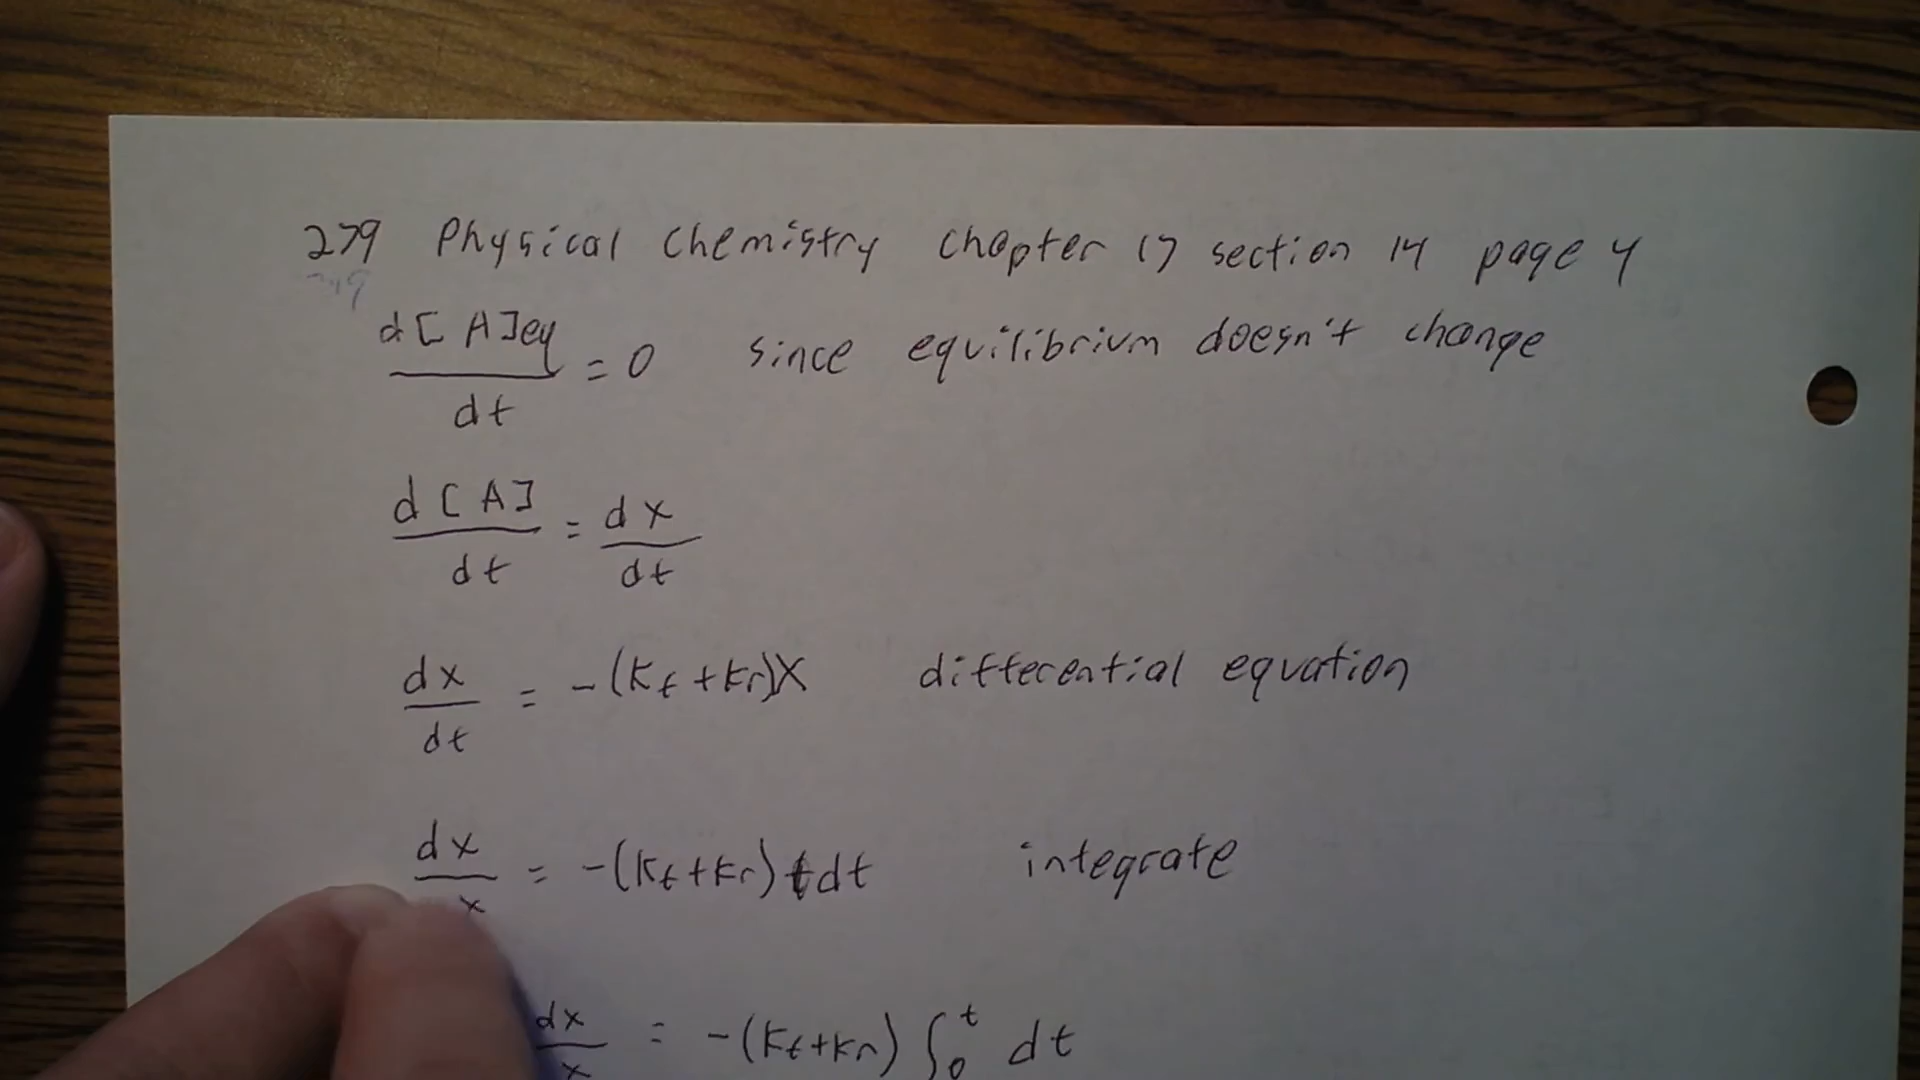 279 Physical Chemistry chapter 17 section 14 page 4
d[A]eq/dt = 0 since equilibrium doesn't change
d[A]/dt = dx/dt
dx/dt = -(kf+kr)x differential equation
dx/x = -(kf+kr) dt integrate
dx/x = -(kf+kr) ∫₀ᵗ dt